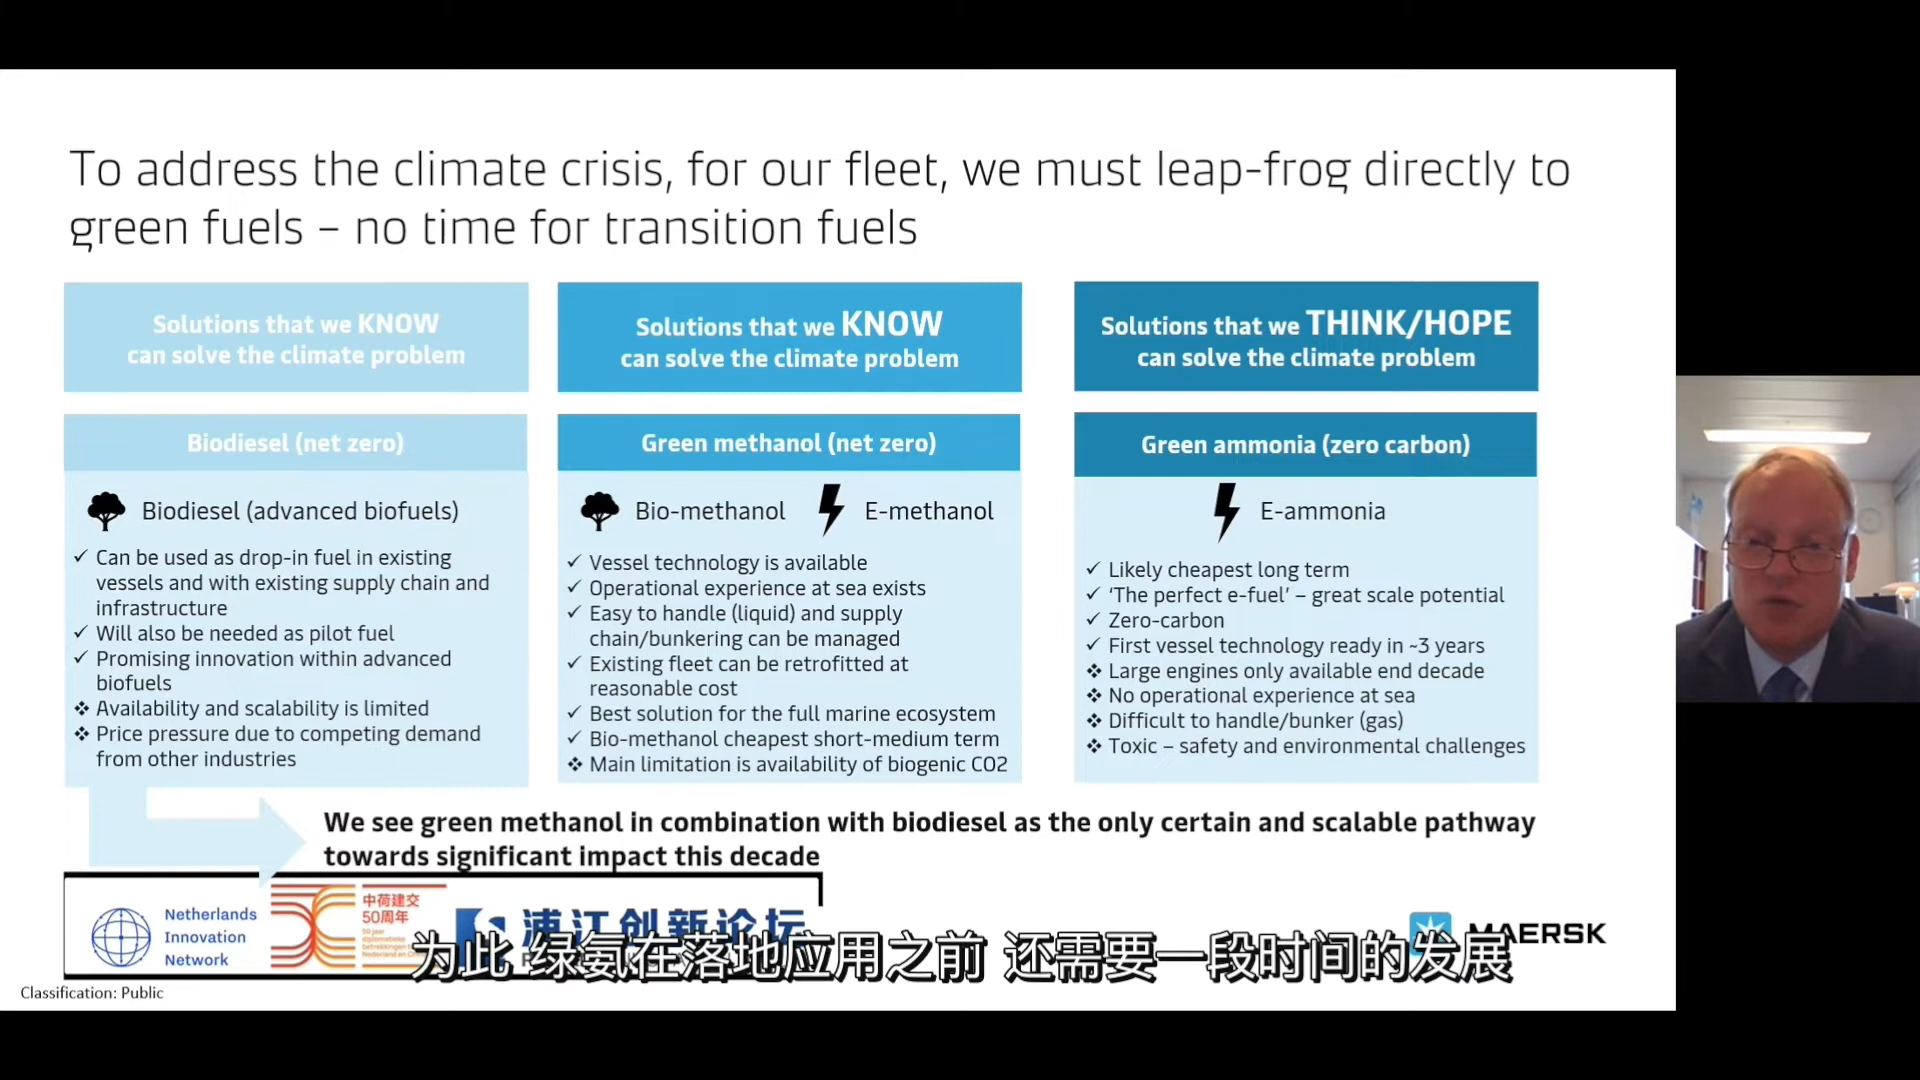 To address the climate crisis, for our fleet, we must leap-frog directly to
green fuels – no time for transition fuels
Solutions that we KNOW
can solve the climate problem
Biodiesel (net zero)
Biodiesel (advanced biofuels)
✓ Can be used as drop-in fuel in existing
vessels and with existing supply chain and
infrastructure
✓ Will also be needed as pilot fuel
✓ Promising innovation within advanced
biofuels
❖ Availability and scalability is limited
❖ Price pressure due to competing demand
from other industries
Solutions that we KNOW
can solve the climate problem
Green methanol (net zero)
Bio-methanol E-methanol
✓ Vessel technology is available
✓ Operational experience at sea exists
✓ Easy to handle (liquid) and supply
chain/bunkering can be managed
✓ Existing fleet can be retrofitted at
reasonable cost
✓ Best solution for the full marine ecosystem
✓ Bio-methanol cheapest short-medium term
❖ Main limitation is availability of biogenic CO2
Solutions that we THINK/HOPE
can solve the climate problem
Green ammonia (zero carbon)
E-ammonia
✓ Likely cheapest long term
✓ ‘The perfect e-fuel’ – great scale potential
✓ Zero-carbon
✓ First vessel technology ready in ~3 years
❖ Large engines only available end decade
❖ No operational experience at sea
❖ Difficult to handle/bunker (gas)
❖ Toxic – safety and environmental challenges
We see green methanol in combination with biodiesel as the only certain and scalable pathway
towards significant impact this decade
Netherlands
Innovation
Network
中荷建交
50周年
50 jaar
diplomatieke
betrekkingen
浦江创新论坛
MAERSK
为此 绿氨在落地应用之前 还需要一段时间的发展
Classification: Public